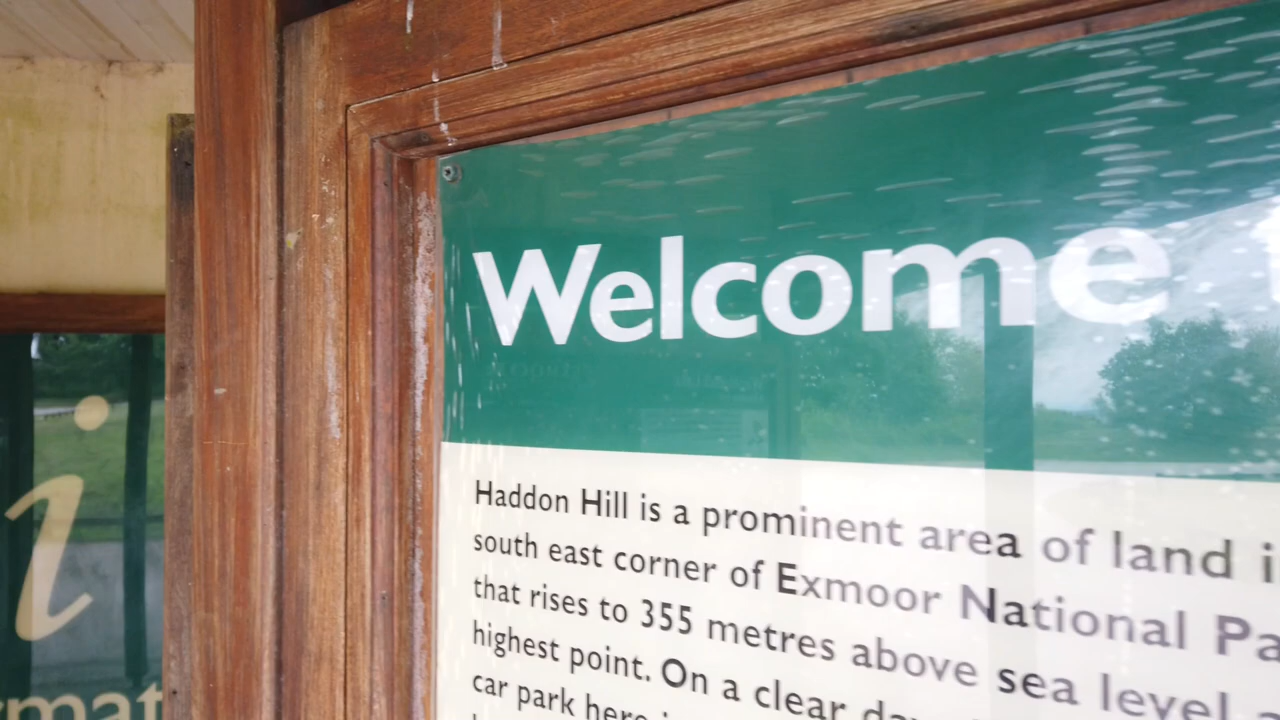 Welcome
Haddon Hill is a prominent area of land i
south east corner of Exmoor National Pa
that rises to 355 metres above sea level a
highest point. On a clear da
car park here i
i
rmat